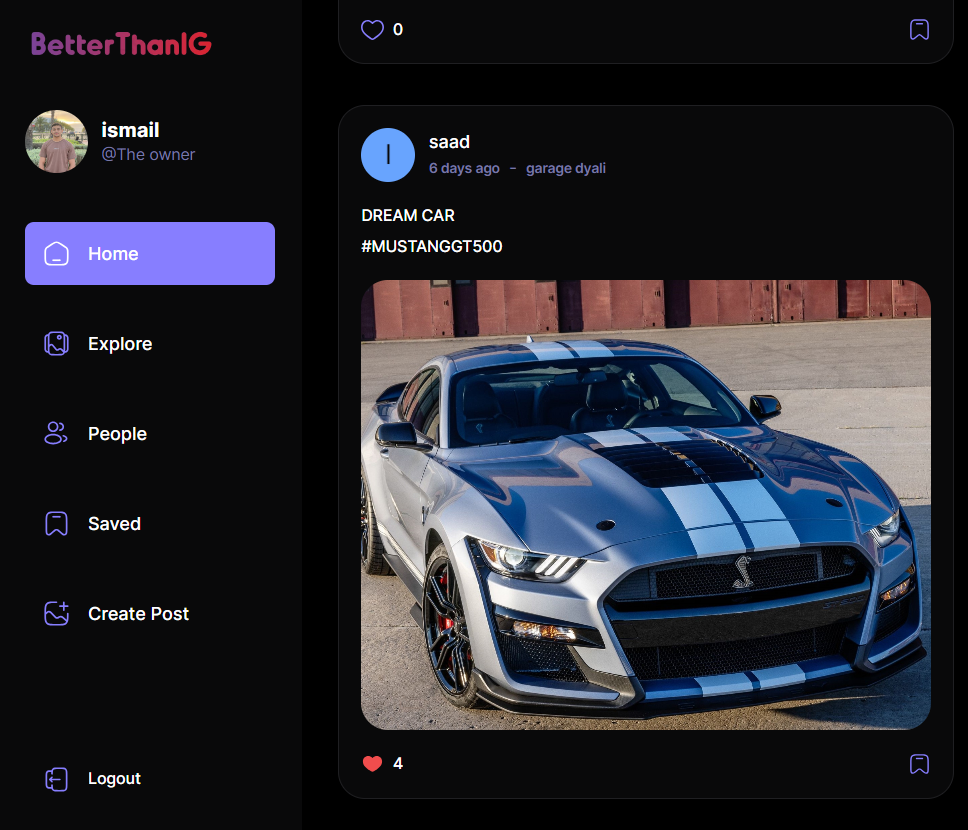 BetterThanIG
ismail
@The owner
Home
Explore
People
Saved
Create Post
Logout
0
I
saad
6 days ago - garage dyali
DREAM CAR
#MUSTANGGT500
4